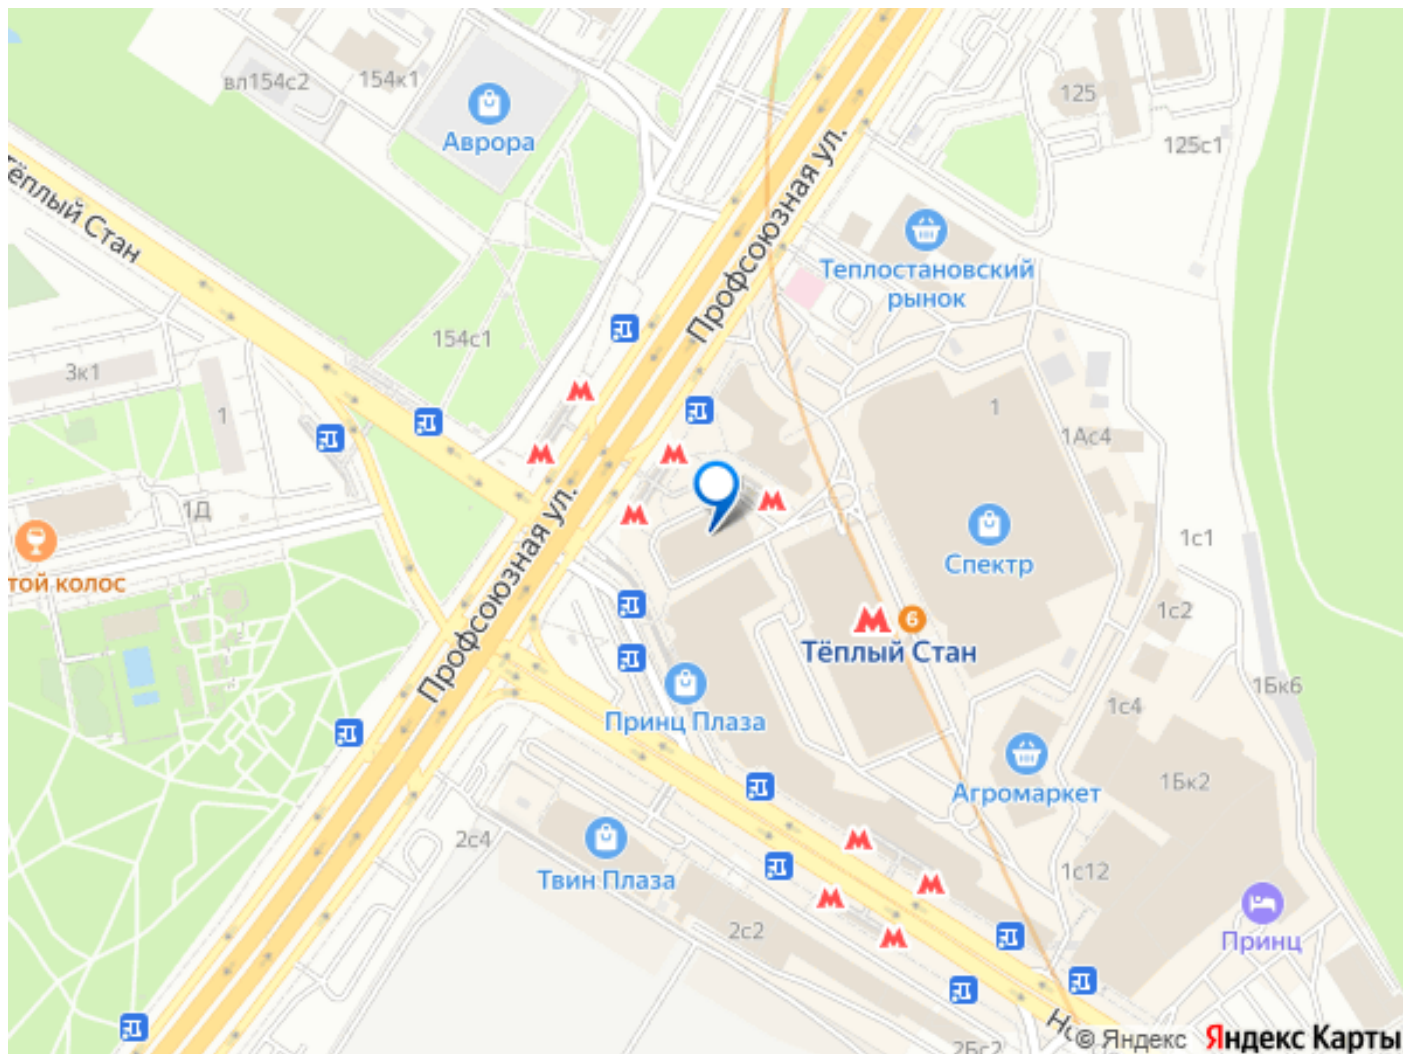 вл154с2
154к1
Аврора
125
125с1
тёплый Стан
Профсоюзная ул.
Теплостановский
рынок
154с1
3к1
1
1
1Ас4
1Д
той колос
Профсоюзная ул.
Спектр
1с1
1с2
6
Тёплый Стан
1Бк6
Принц Плаза
1с4
Агромаркет
1Бк2
2с4
Твин Плаза
1с12
2с2
Принц
2Бс2
© Яндекс Яндекс Карты